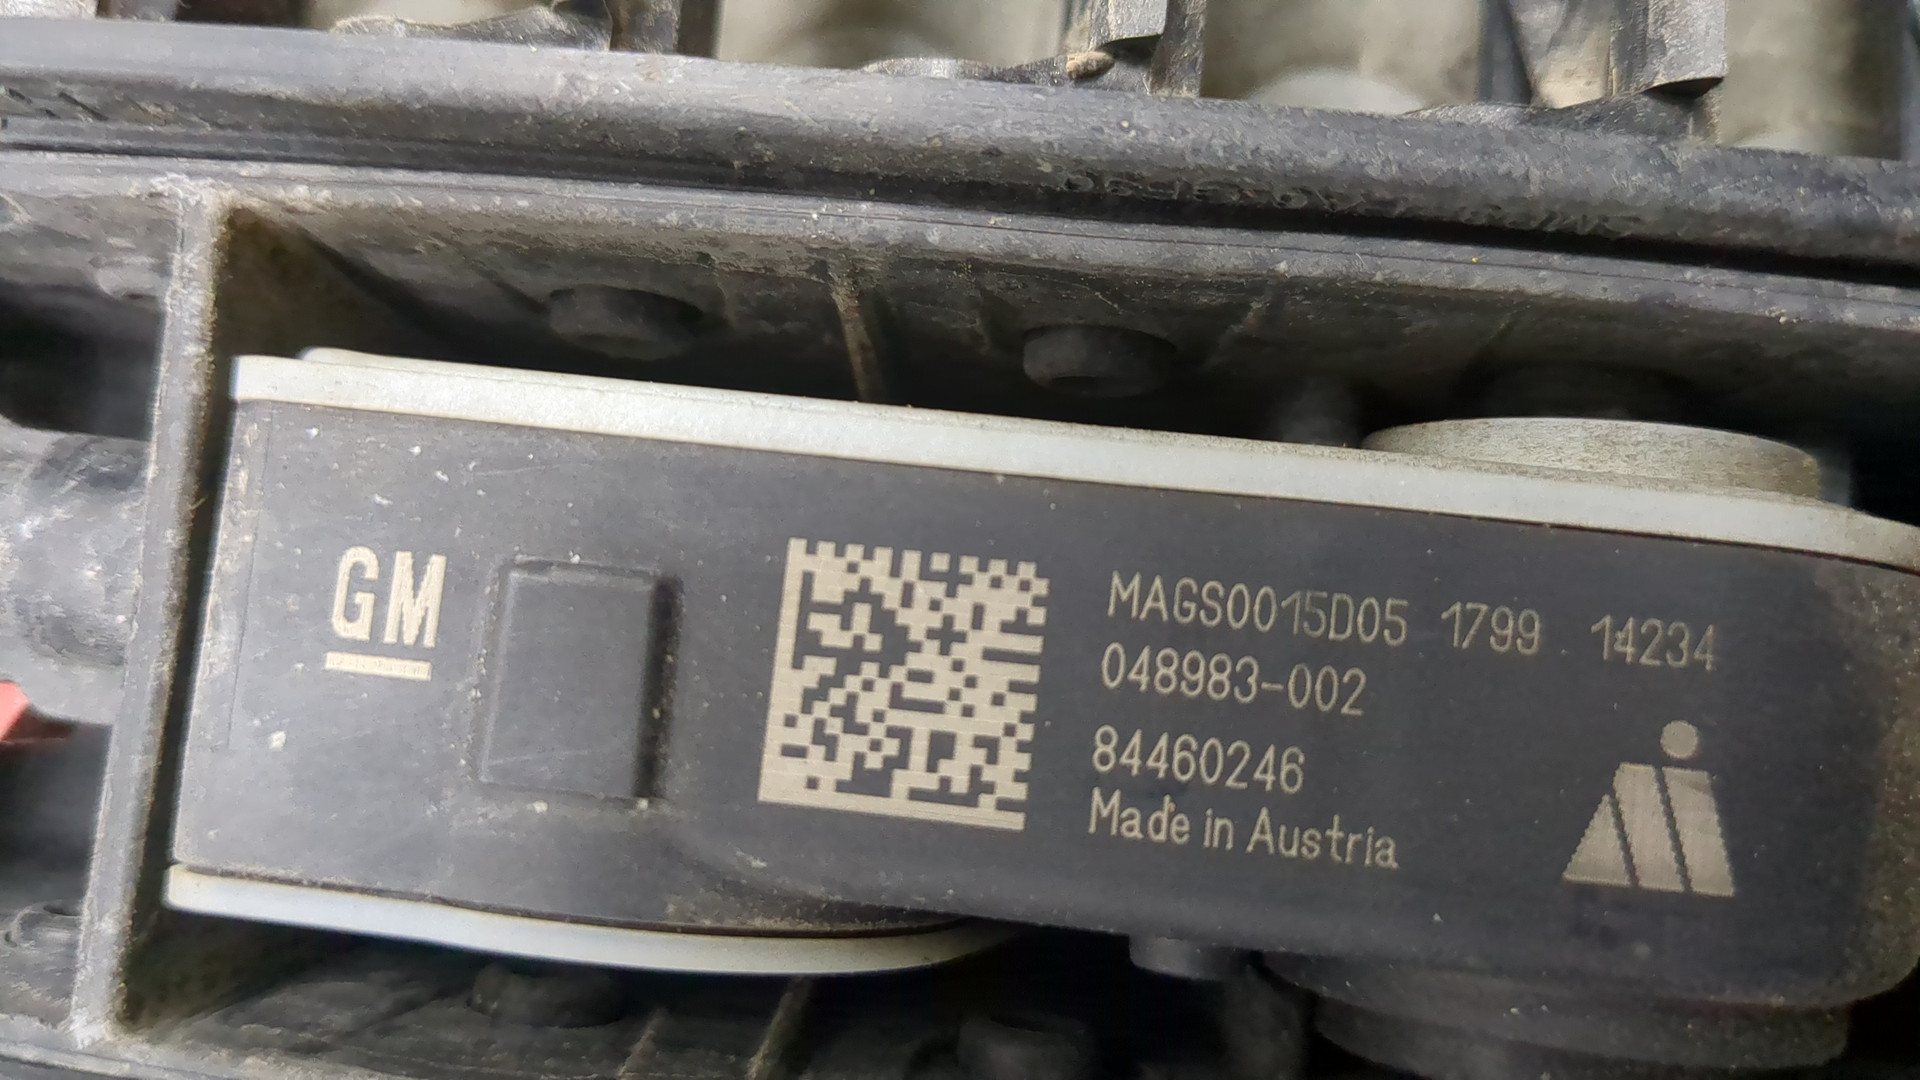 GM
MAGS0015D05 1799 14234
048983-002
84460246
Made in Austria